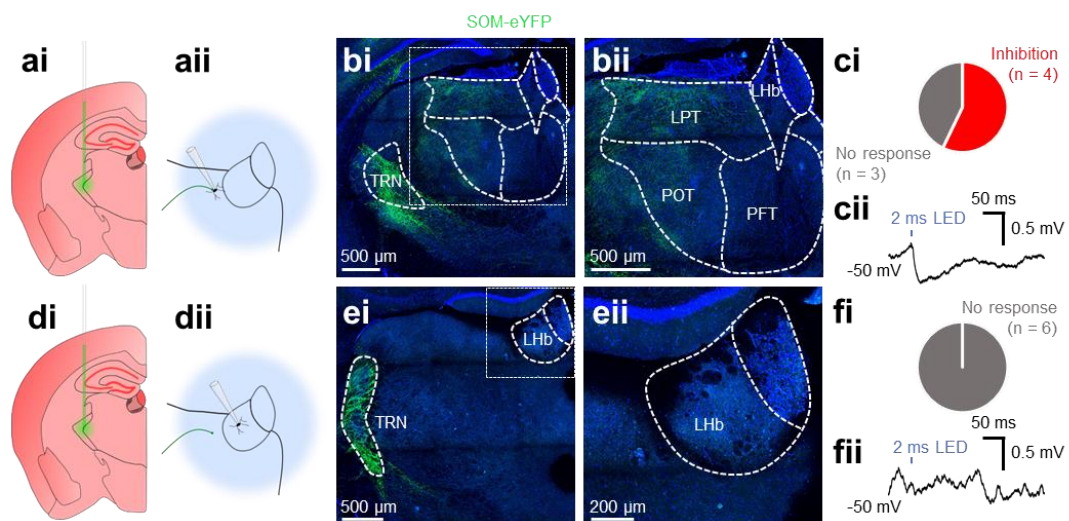 SOM-eYFP
ai
aii
bi
TRN
500 µm
bii
LHb
LPT
POT
PFT
500 µm
ci
Inhibition
(n = 4)
No response
(n = 3)
cii
50 ms
2 ms LED
0.5 mV
-50 mV
di
dii
ei
LHb
TRN
500 µm
eii
LHb
200 µm
fi
No response
(n = 6)
fii
50 ms
2 ms LED
0.5 mV
-50 mV